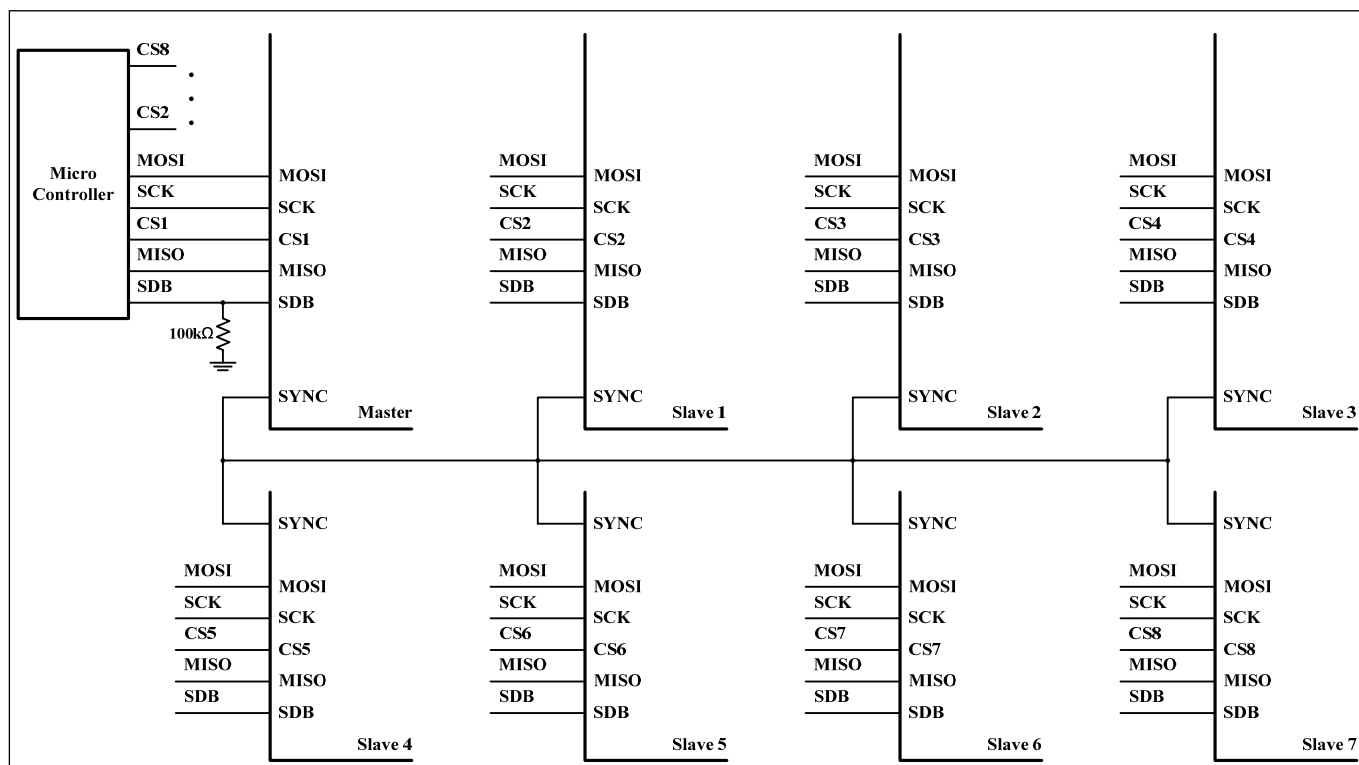 CS8
CS2
Micro
Controller
MOSI
SCK
CS1
MISO
SDB
100kΩ
MOSI
SCK
CS1
MISO
SDB
SYNC
Master
MOSI
SCK
CS2
MISO
SDB
MOSI
SCK
CS2
MISO
SDB
SYNC
Slave 1
MOSI
SCK
CS3
MISO
SDB
MOSI
SCK
CS3
MISO
SDB
SYNC
Slave 2
MOSI
SCK
CS4
MISO
SDB
MOSI
SCK
CS4
MISO
SDB
SYNC
Slave 3
SYNC
MOSI
SCK
CS5
MISO
SDB
MOSI
SCK
CS5
MISO
SDB
Slave 4
SYNC
MOSI
SCK
CS6
MISO
SDB
MOSI
SCK
CS6
MISO
SDB
Slave 5
SYNC
MOSI
SCK
CS7
MISO
SDB
MOSI
SCK
CS7
MISO
SDB
Slave 6
SYNC
MOSI
SCK
CS8
MISO
SDB
MOSI
SCK
CS8
MISO
SDB
Slave 7